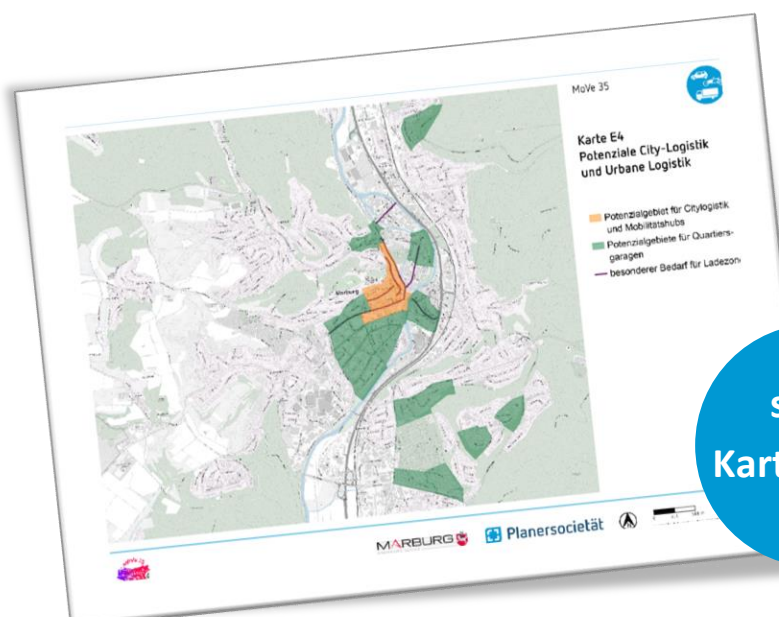 MoVe 35
Karte E4
Potenziale City-Logistik
und Urbane Logistik
Potenzialgebiet für Citylogistik
und Mobilitätshubs
Potenzialgebiete für Quartiers-
garagen
besonderer Bedarf für Ladezon
Marburg
s
Kart
MARBURG
Planersocietät